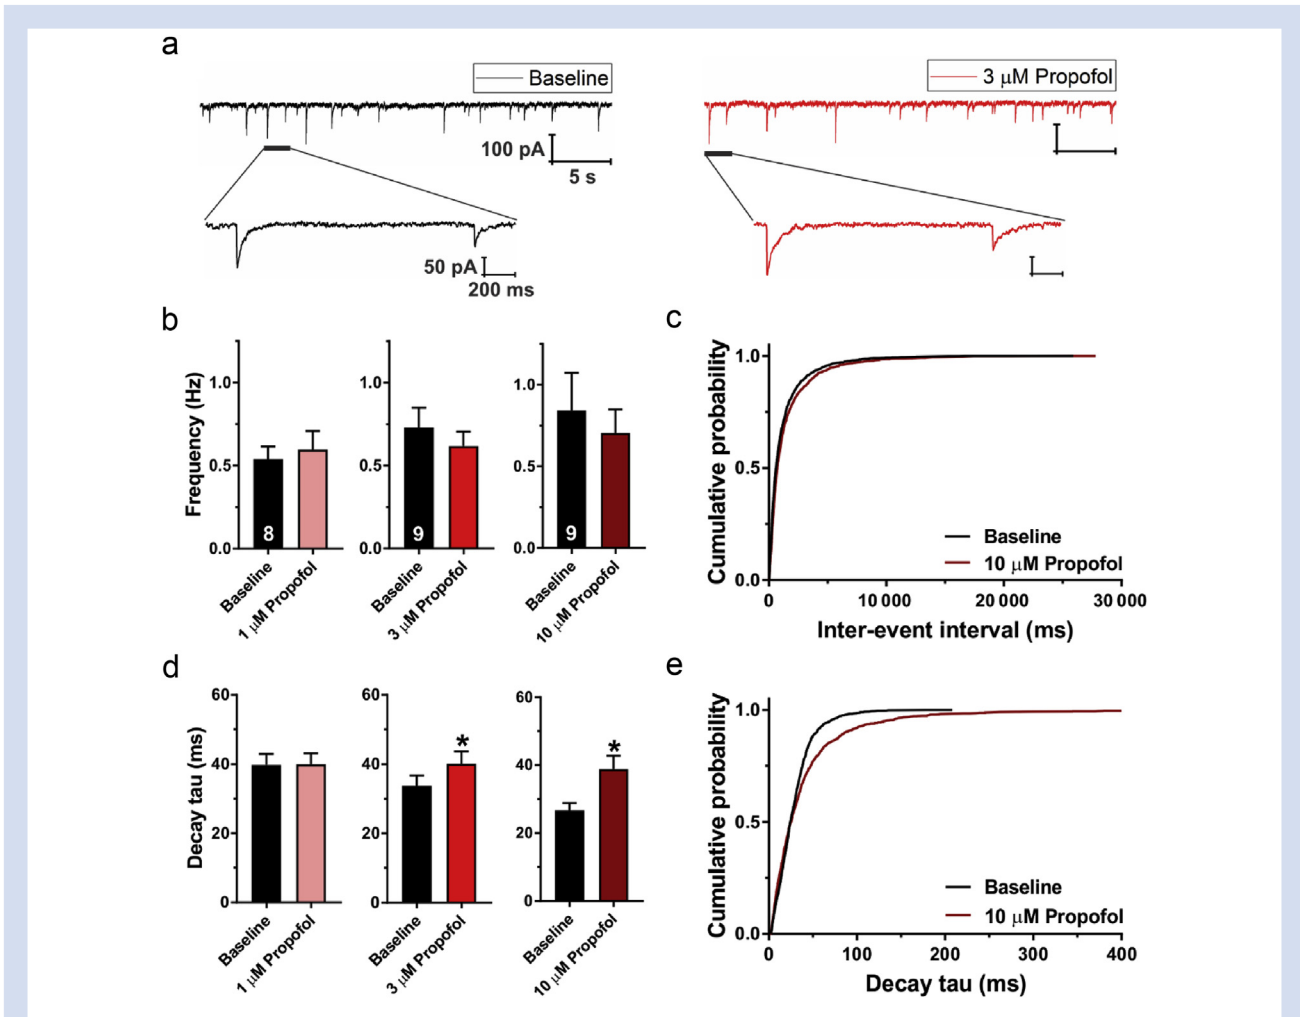 a
Baseline
3 μM Propofol
100 pA
5 s
50 pA
200 ms
b
c
Frequency (Hz)
1.0
0.5
0.0
8
Baseline
1 μM Propofol
1.0
0.5
0.0
9
Baseline
3 μM Propofol
1.0
0.5
0.0
9
Baseline
10 μM Propofol
Cumulative probability
1.0
0.5
0.0
Baseline
10 μM Propofol
0
10 000
20 000
30 000
Inter-event interval (ms)
d
e
Decay tau (ms)
60
40
20
0
Baseline
1 μM Propofol
60
40
20
0
*
Baseline
3 μM Propofol
60
40
20
0
*
Baseline
10 μM Propofol
Cumulative probability
1.0
0.5
0.0
Baseline
10 μM Propofol
0
100
200
300
400
Decay tau (ms)